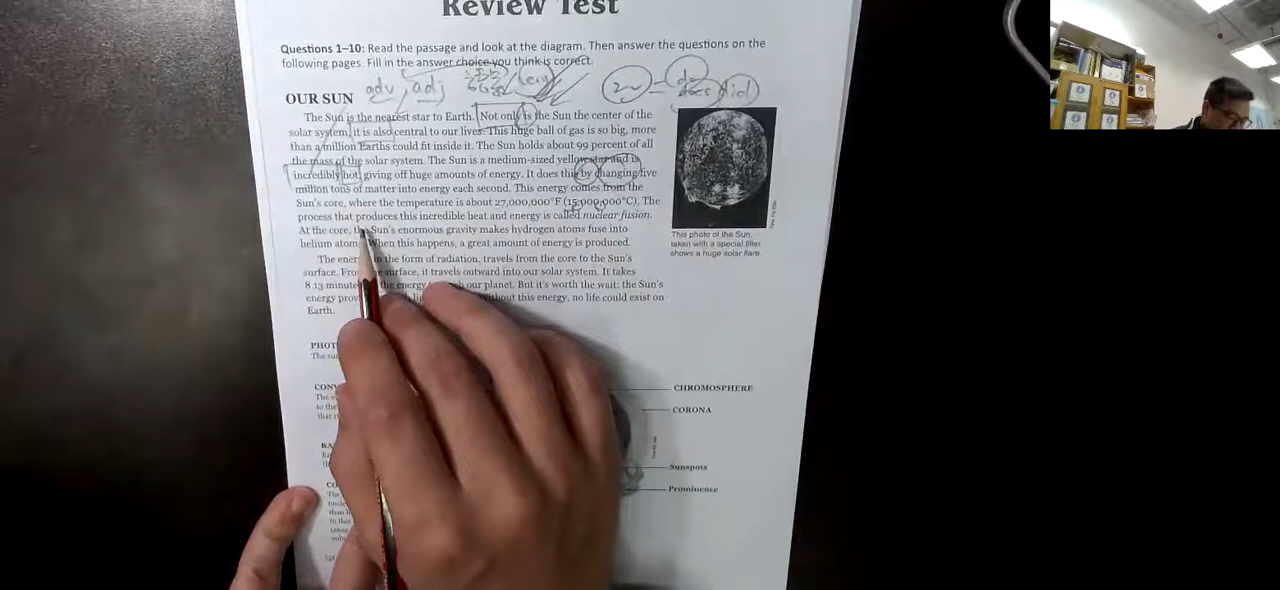 Review Test
Questions 1–10: Read the passage and look at the diagram. Then answer the questions on the
following pages. Fill in the answer choice you think is correct.
adv, adj
OUR SUN
The Sun is the nearest star to Earth. Not only is the Sun the center of the
solar system, it is also central to our lives. This huge ball of gas is so big, more
than a million Earths could fit inside it. The Sun holds about 99 percent of all
the mass of the solar system. The Sun is a medium-sized yellow star and is
incredibly hot, giving off huge amounts of energy. It does this by changing five
million tons of matter into energy each second. This energy comes from the
Sun's core, where the temperature is about 27,000,000°F (15,000,000°C). The
process that produces this incredible heat and energy is called nuclear fusion.
At the core, the Sun's enormous gravity makes hydrogen atoms fuse into
helium atoms. When this happens, a great amount of energy is produced.
The energy in the form of radiation, travels from the core to the Sun's
surface. From surface, it travels outward into our solar system. It takes
8.13 minute the energy our planet. But it's worth the wait: the Sun's
energy prov without this energy, no life could exist on
Earth.
This photo of the Sun,
taken with a special filter
shows a huge solar flare.
PHOT
The su
CONV
The e
to the
that r
RA
CO
The
CHROMOSPHERE
CORONA
Sunspots
Prominence